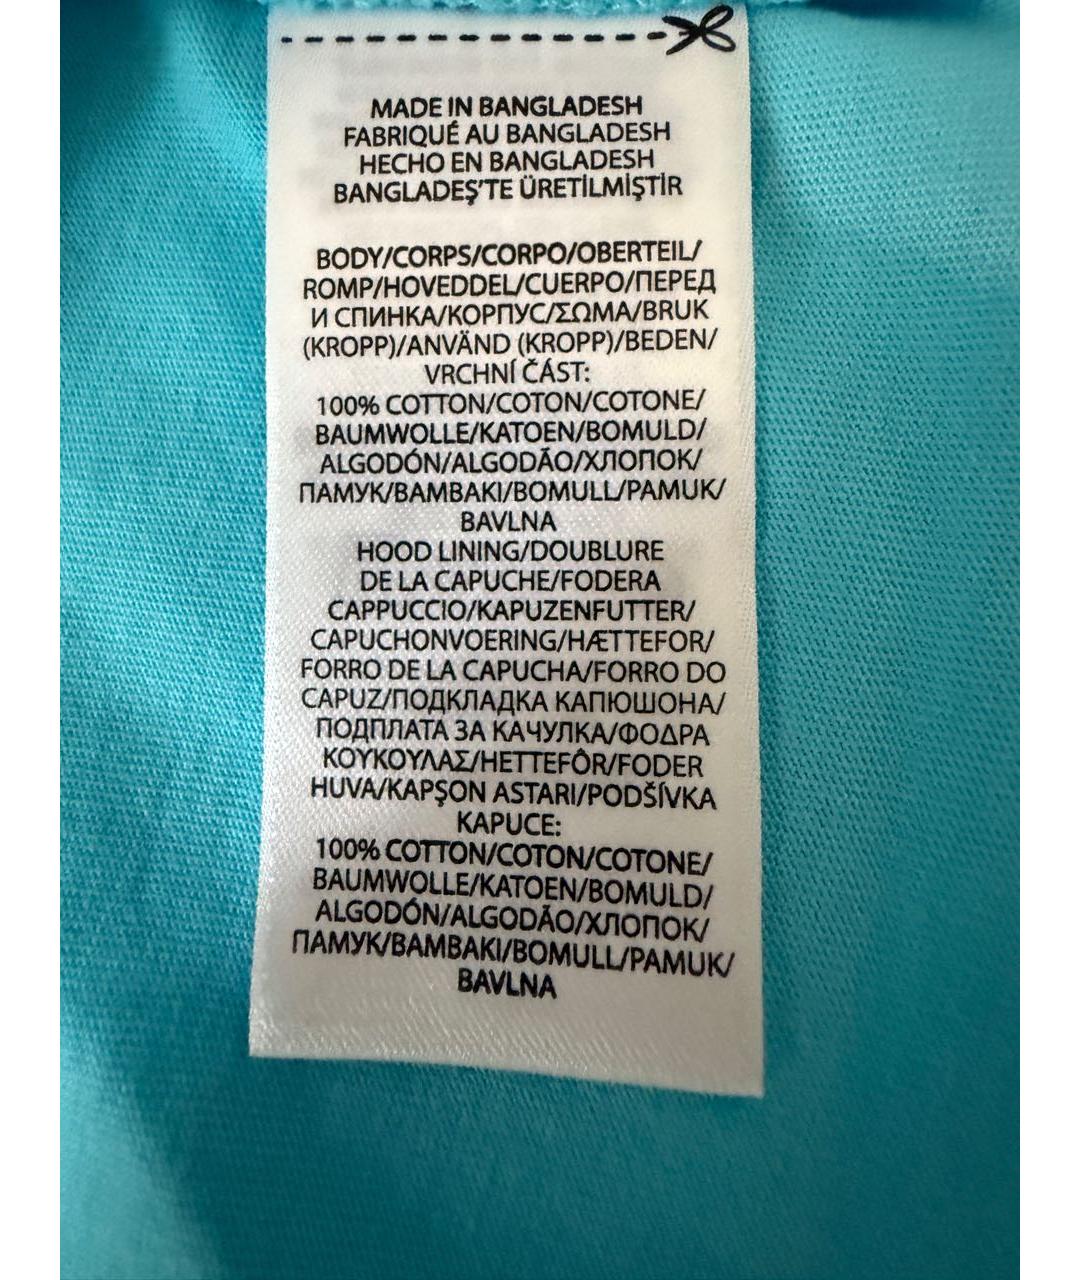 MADE IN BANGLADESH
FABRIQUÉ AU BANGLADESH
HECHO EN BANGLADESH
BANGLADEŞ'TE ÜRETİLMİŞTİR
BODY/CORPS/CORPO/OBERTEIL/
ROMP/HOVEDDEL/CUERPO/ПЕРЕД
И СПИНКА/КОРПУС/ΣΩΜΑ/BRUK
(KROPP)/ANVÄND (KROPP)/BEDEN/
VRCHNÍ ČÁST:
100% COTTON/COTON/COTONE/
BAUMWOLLE/KATOEN/BOMULD/
ALGODÓN/ALGODÃO/ХЛОПОК/
ПАМУК/BAMBAKI/BOMULL/PAMUK/
BAVLNA
HOOD LINING/DOUBLURE
DE LA CAPUCHE/FODERA
CAPPUCCIO/KAPUZENFUTTER/
CAPUCHONVOERING/HÆTTEFOR/
FORRO DE LA CAPUCHA/FORRO DO
CAPUZ/ПОДКЛАДКА КАПЮШОНА/
ПОДПЛАТА ЗА КАЧУЛКА/ΦΟΔΡΑ
ΚΟΥΚΟΥΛΑΣ/HETTEFÔR/FODER
HUVA/KAPŞON ASTARI/PODŠÍVKA
KAPUCE:
100% COTTON/COTON/COTONE/
BAUMWOLLE/KATOEN/BOMULD/
ALGODÓN/ALGODÃO/ХЛОПОК/
ПАМУК/BAMBAKI/BOMULL/PAMUK/
BAVLNA